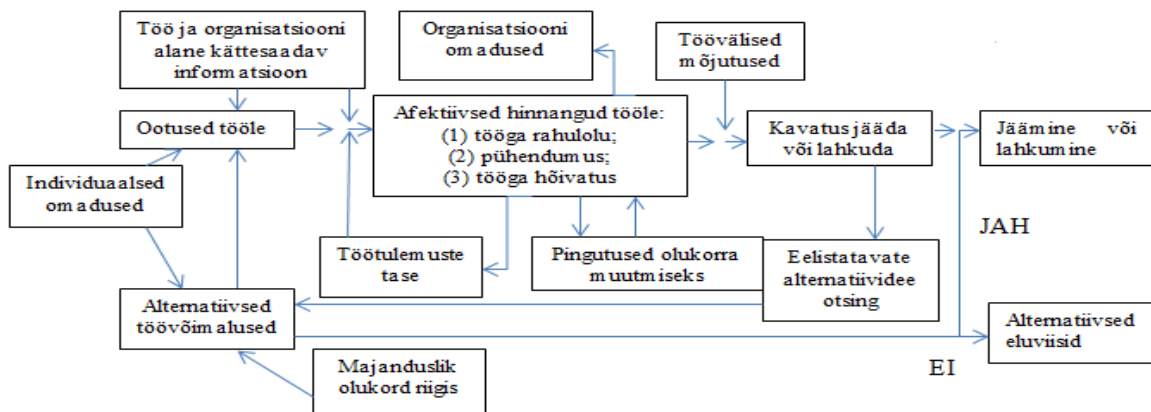 Töö ja organisatsiooni
alane kättesaadav
informatsioon
Organisatsiooni
omadused
Töövälised
mõjutused
Ootused tööle
Afektiivsed hinnangud tööle:
(1) tööga rahulolu;
(2) pühendumus;
(3) tööga hõivatus
Kavatus jääda
või lahkuda
Jäämine või
lahkumine
Individuaalsed
omadused
JAH
Töötulemuste
tase
Pingutused olukorra
muutmiseks
Eelistatavate
alternatiividee
otsing
Alternatiivsed
töövõimalused
Alternatiivsed
eluviisid
EI
Majanduslik
olukord riigis